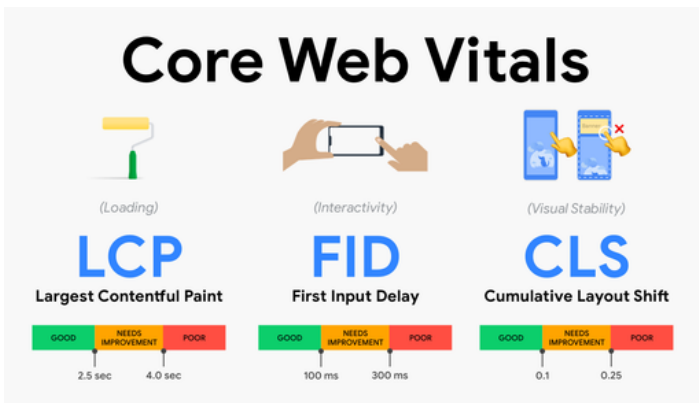 Core Web Vitals
(Loading)
LCP
Largest Contentful Paint
GOOD
NEEDS
IMPROVEMENT
POOR
2.5 sec
4.0 sec
(Interactivity)
FID
First Input Delay
GOOD
NEEDS
IMPROVEMENT
POOR
100 ms
300 ms
(Visual Stability)
CLS
Cumulative Layout Shift
GOOD
NEEDS
IMPROVEMENT
POOR
0.1
0.25